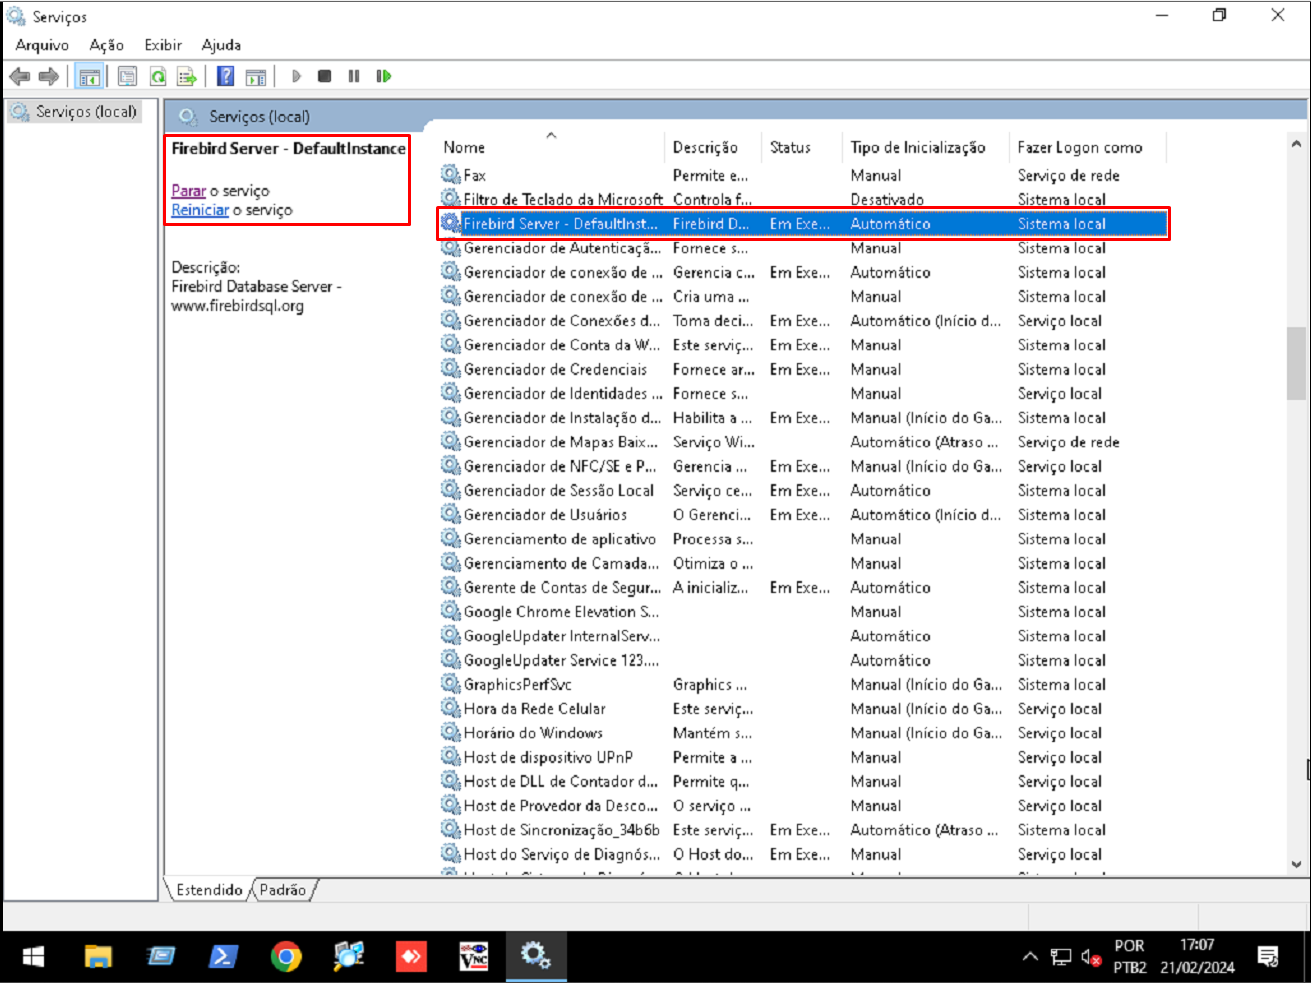 Serviços
Arquivo Ação Exibir Ajuda
Serviços (local)
Serviços (local)
Firebird Server - DefaultInstance
Parar o serviço
Reiniciar o serviço
Descrição:
Firebird Database Server -
www.firebirdsql.org
Nome Descrição Status Tipo de Inicialização Fazer Logon como
Fax Permite e... Manual Serviço de rede
Filtro de Teclado da Microsoft Controla f... Desativado Sistema local
Firebird Server - DefaultInst... Firebird D... Em Exe... Automático Sistema local
Gerenciador de Autenticaçã... Fornece s... Manual Sistema local
Gerenciador de conexão de ... Gerencia c... Em Exe... Automático Sistema local
Gerenciador de conexão de ... Cria uma ... Manual Sistema local
Gerenciador de Conexões d... Toma deci... Em Exe... Automático (Início d... Serviço local
Gerenciador de Conta da W... Este serviç... Em Exe... Manual Sistema local
Gerenciador de Credenciais Fornece ar... Em Exe... Manual Sistema local
Gerenciador de Identidades ... Fornece s... Manual Serviço local
Gerenciador de Instalação d... Habilita a ... Em Exe... Manual (Início do Ga... Sistema local
Gerenciador de Mapas Baix... Serviço Wi... Automático (Atraso ... Serviço de rede
Gerenciador de NFC/SE e P... Gerencia ... Em Exe... Manual (Início do Ga... Serviço local
Gerenciador de Sessão Local Serviço ce... Em Exe... Automático Sistema local
Gerenciador de Usuários O Gerenci... Em Exe... Automático (Início d... Sistema local
Gerenciamento de aplicativo Processa s... Manual Sistema local
Gerenciamento de Camada... Otimiza o ... Manual Sistema local
Gerente de Contas de Segur... A inicializ... Em Exe... Automático Sistema local
Google Chrome Elevation S... Manual Sistema local
GoogleUpdater InternalServ... Automático Sistema local
GoogleUpdater Service 123.... Automático Sistema local
GraphicsPerfSvc Graphics ... Manual (Início do Ga... Sistema local
Hora da Rede Celular Este serviç... Manual (Início do Ga... Serviço local
Horário do Windows Mantém s... Manual (Início do Ga... Serviço local
Host de dispositivo UPnP Permite a ... Manual Serviço local
Host de DLL de Contador d... Permite q... Manual Serviço local
Host de Provedor da Desco... O serviço ... Manual Serviço local
Host de Sincronização_34b6b Este serviç... Em Exe... Automático (Atraso ... Sistema local
Host do Serviço de Diagnós... O Host do... Em Exe... Manual Serviço local
Estendido Padrão
VNC
POR 17:07
PTB2 21/02/2024